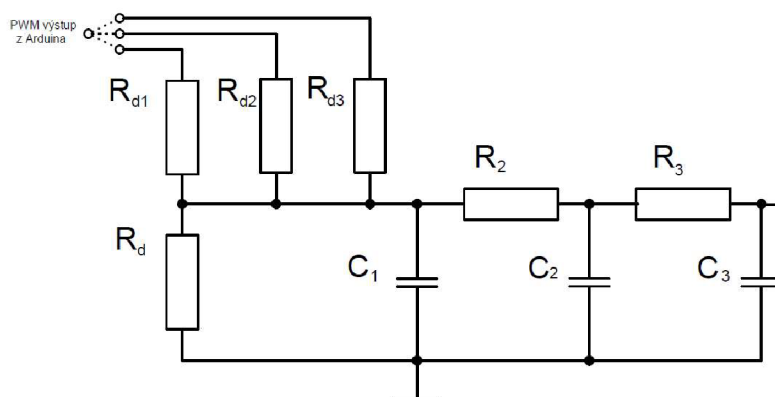 PWM výstup
z Arduina
Rd1
Rd2
Rd3
R2
R3
Rd
C1
C2
C3